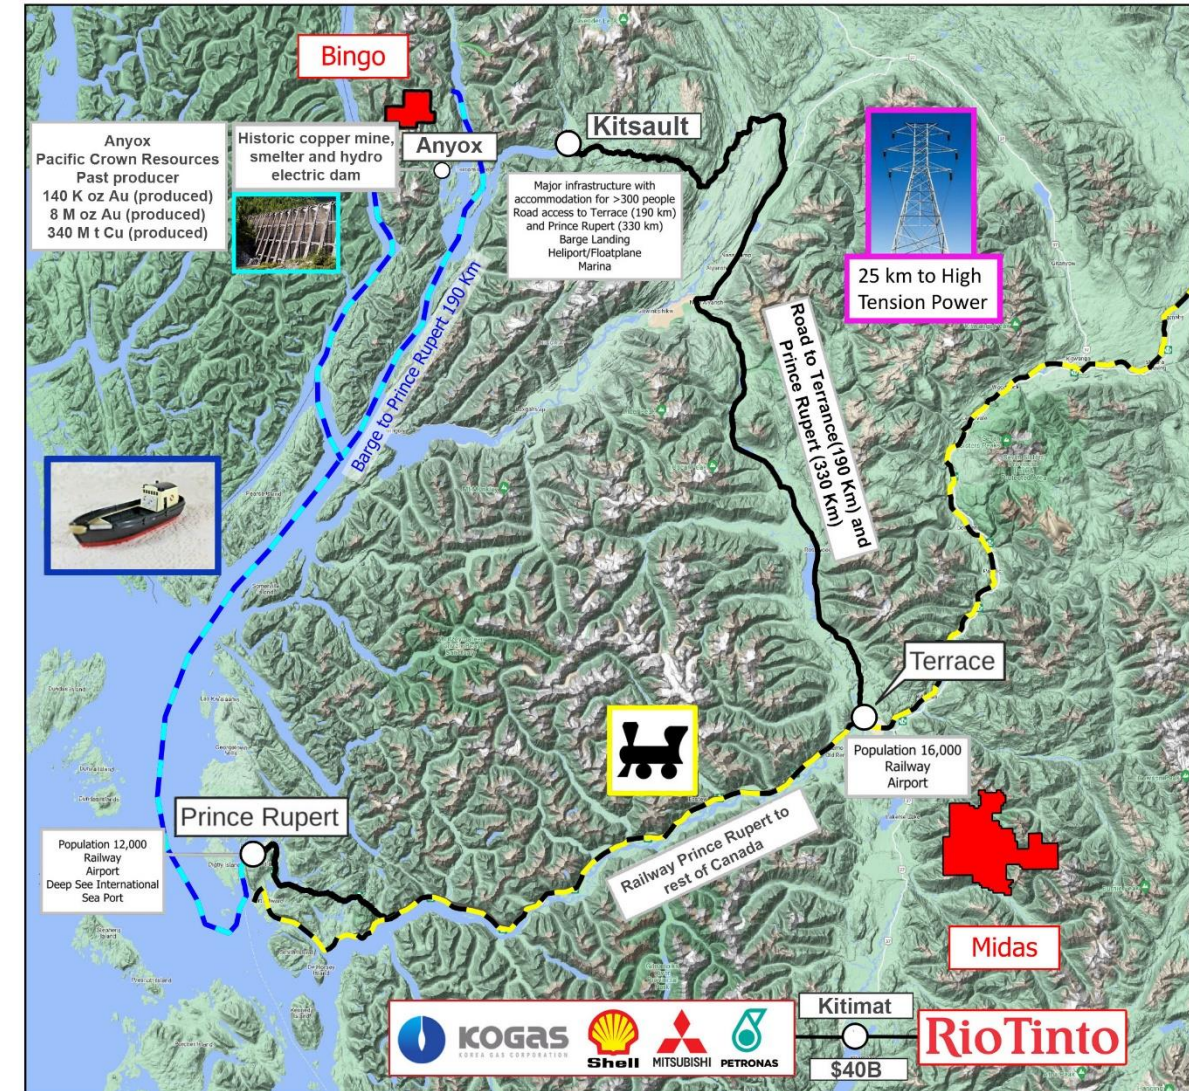 Bingo
Anyox
Pacific Crown Resources
Past producer
140 K oz Au (produced)
8 M oz Au (produced)
340 M t Cu (produced)
Historic copper mine,
smelter and hydro
electric dam
Anyox
Kitsault
Major infrastructure with
accommodation for >300 people
Road access to Terrace (190 km)
and Prince Rupert (330 km)
Barge Landing
Heliport/Floatplane
Marina
25 km to High
Tension Power
Barge to Prince Rupert 190 Km
Road to Terrance(190 Km) and
Prince Rupert (330 Km)
Terrace
Population 16,000
Railway
Airport
Prince Rupert
Population 12,000
Railway
Airport
Deep See International
Sea Port
Railway Prince Rupert to
rest of Canada
Midas
KOGAS
KOREA GAS CORPORATION
Shell
MITSUBISHI
PETRONAS
Kitimat
$40B
RioTinto